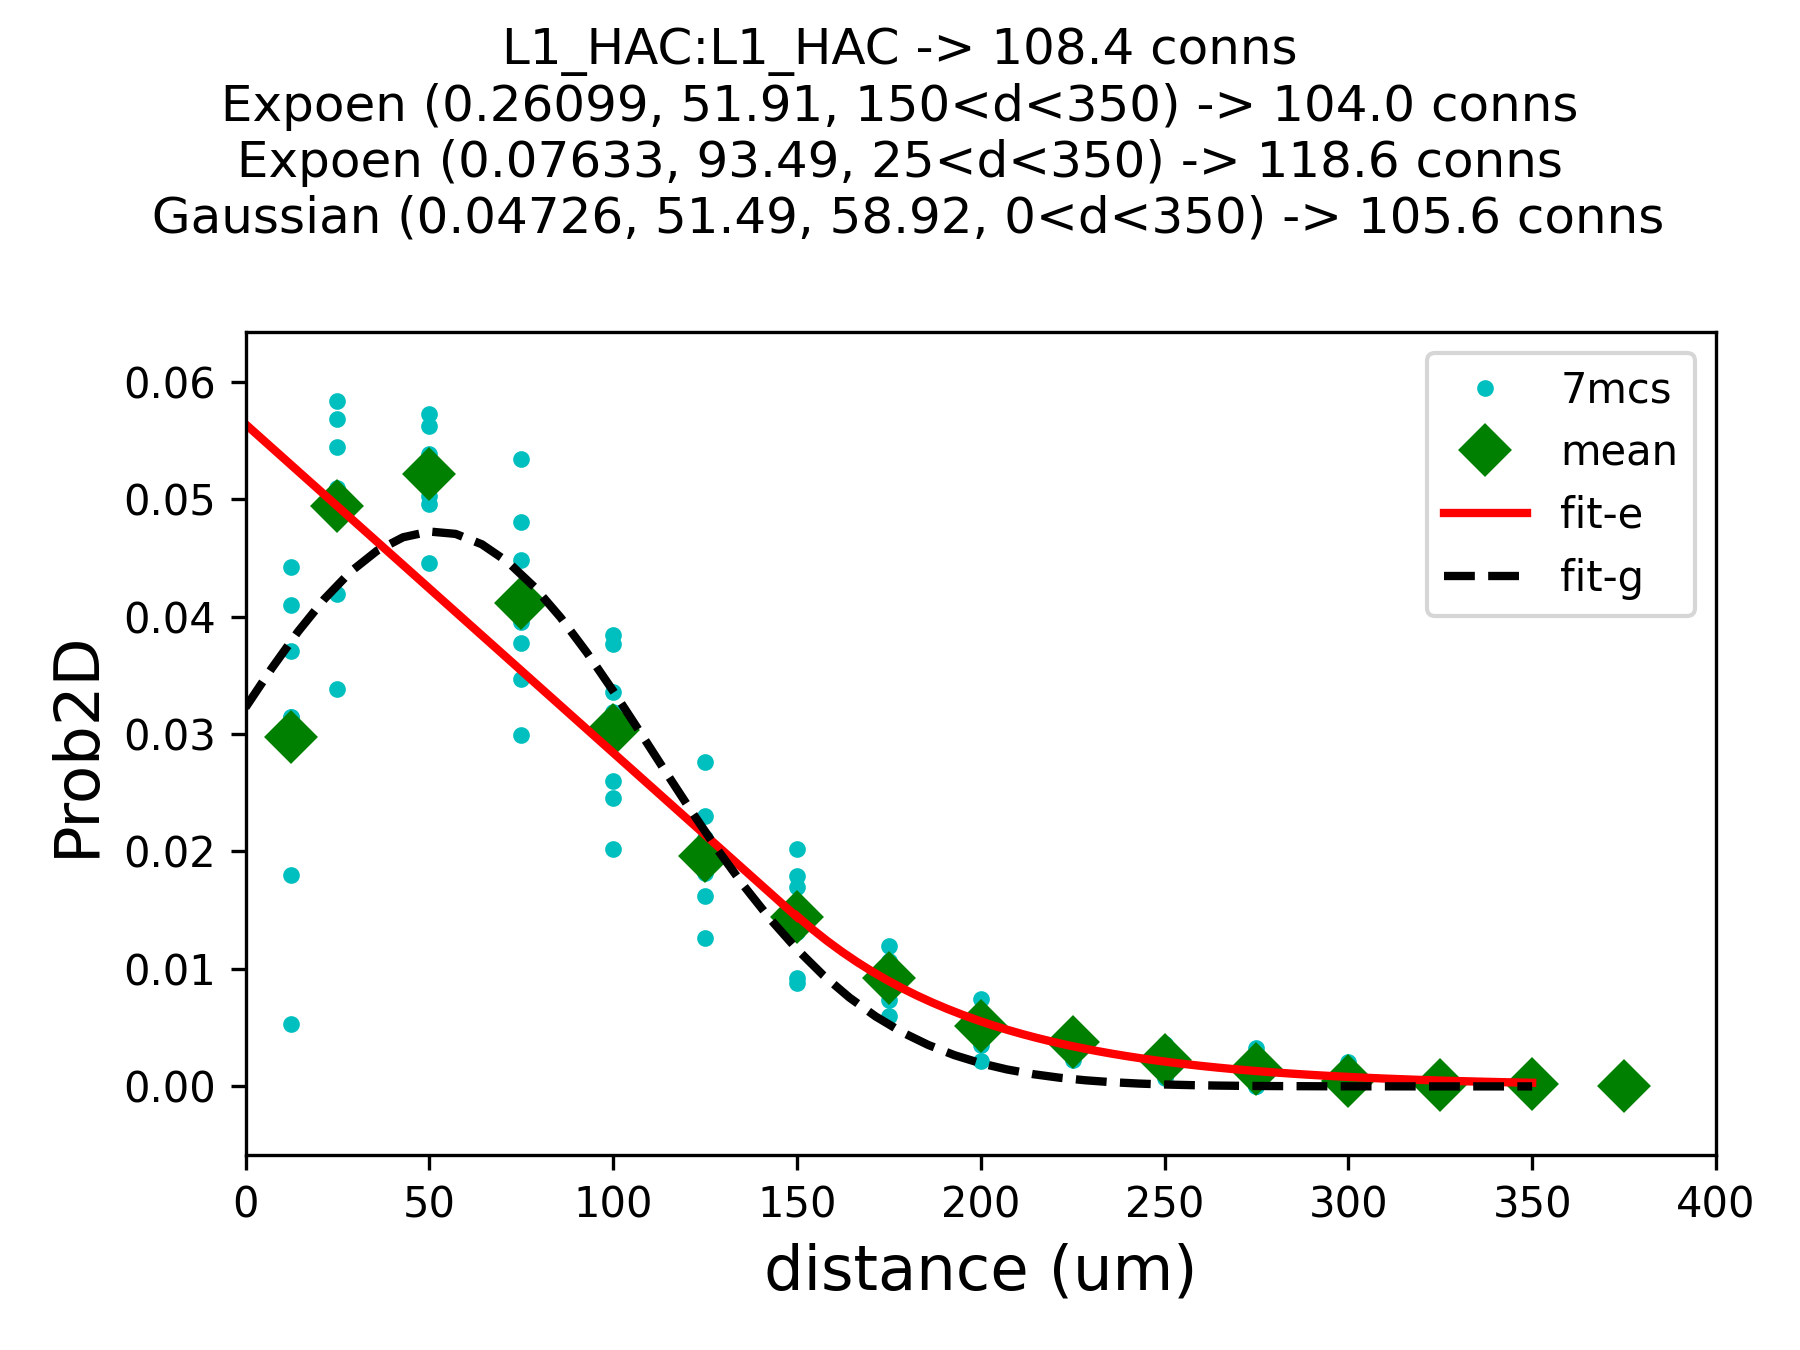 L1_HAC:L1_HAC -> 108.4 conns
Expoen (0.26099, 51.91, 150<d<350) -> 104.0 conns
Expoen (0.07633, 93.49, 25<d<350) -> 118.6 conns
Gaussian (0.04726, 51.49, 58.92, 0<d<350) -> 105.6 conns
7mcs
mean
fit-e
fit-g
Prob2D
0.06
0.05
0.04
0.03
0.02
0.01
0.00
0 50 100 150 200 250 300 350 400
distance (um)